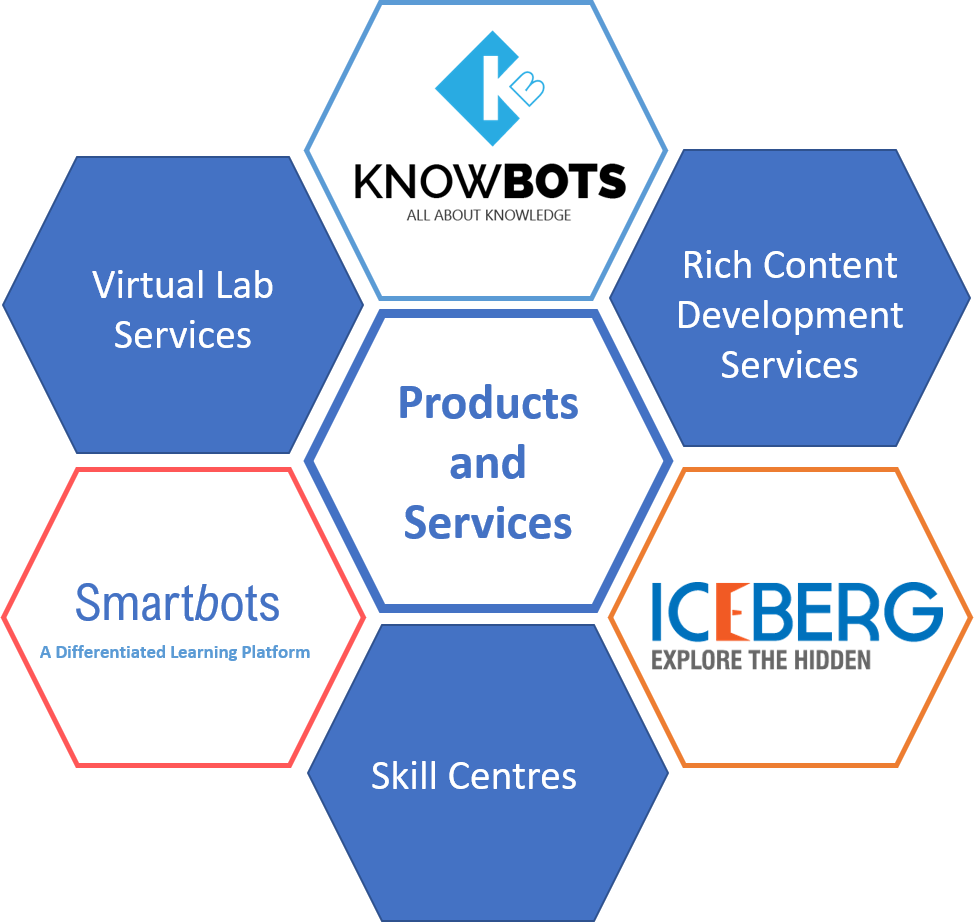 KB
KNOWBOTS
ALL ABOUT KNOWLEDGE
Virtual Lab
Services
Rich Content
Development
Services
Products
and
Services
Smartbots
A Differentiated Learning Platform
ICEBERG
EXPLORE THE HIDDEN
Skill Centres